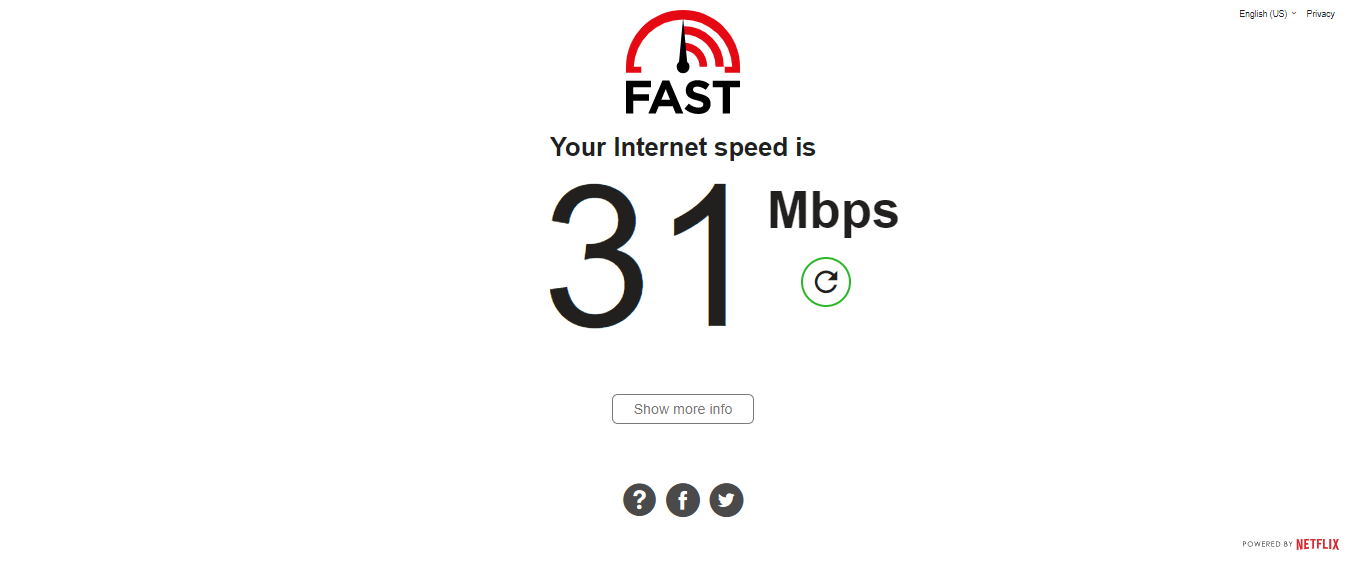 English (US) Privacy
FAST
Your Internet speed is
31 Mbps
Show more info
?
f
POWERED BY NETFLIX